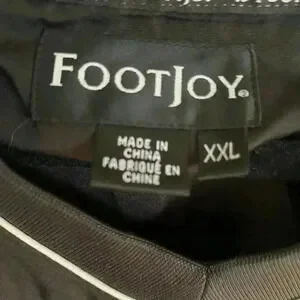 FOOTJOY®
MADE IN
CHINA
FABRIQUÉ EN
CHINE
XXL